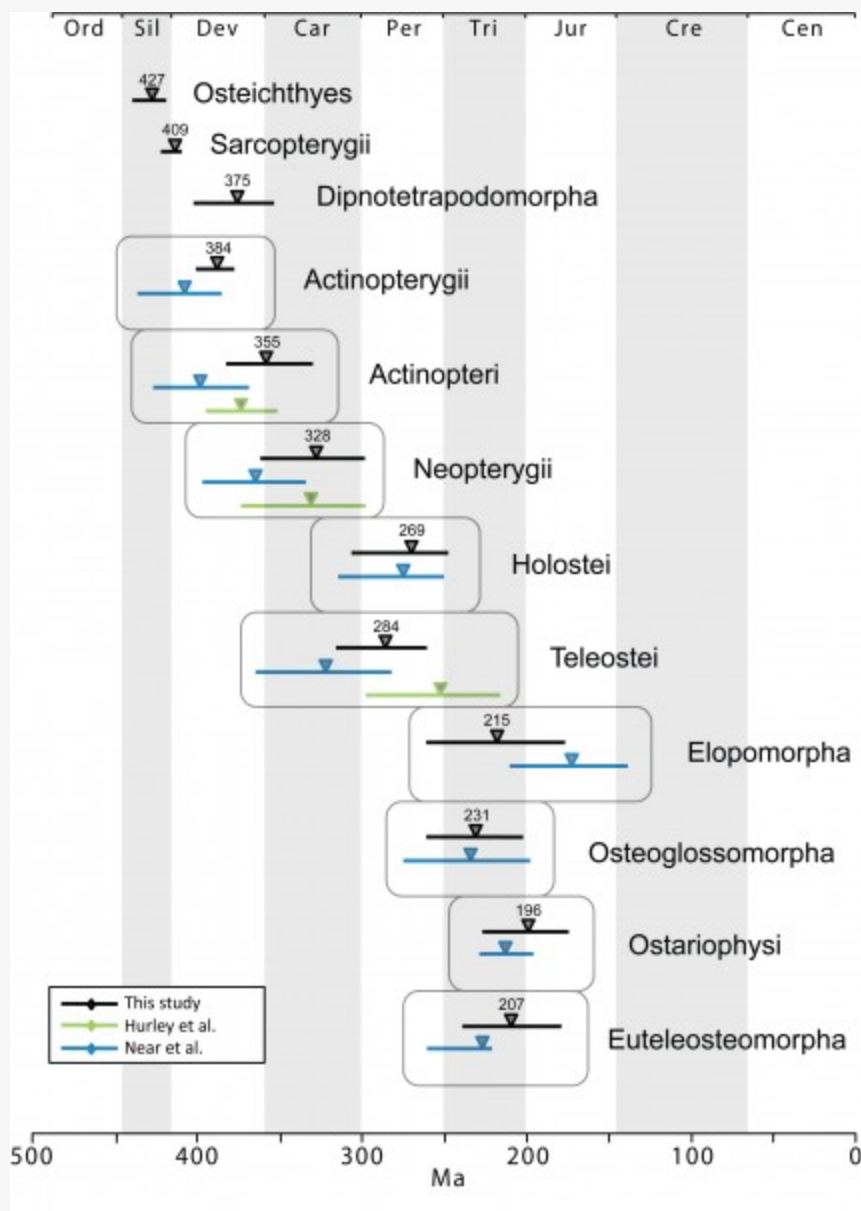 Ord Sil Dev Car Per Tri Jur Cre Cen
427
Osteichthyes
409
Sarcopterygii
375
Dipnotetrapodomorpha
384
Actinopterygii
355
Actinopteri
328
Neopterygii
269
Holostei
284
Teleostei
215
Elopomorpha
231
Osteoglossomorpha
196
Ostariophysi
207
Euteleosteomorpha
This study
Hurley et al.
Near et al.
500 400 300 200 100 0
Ma